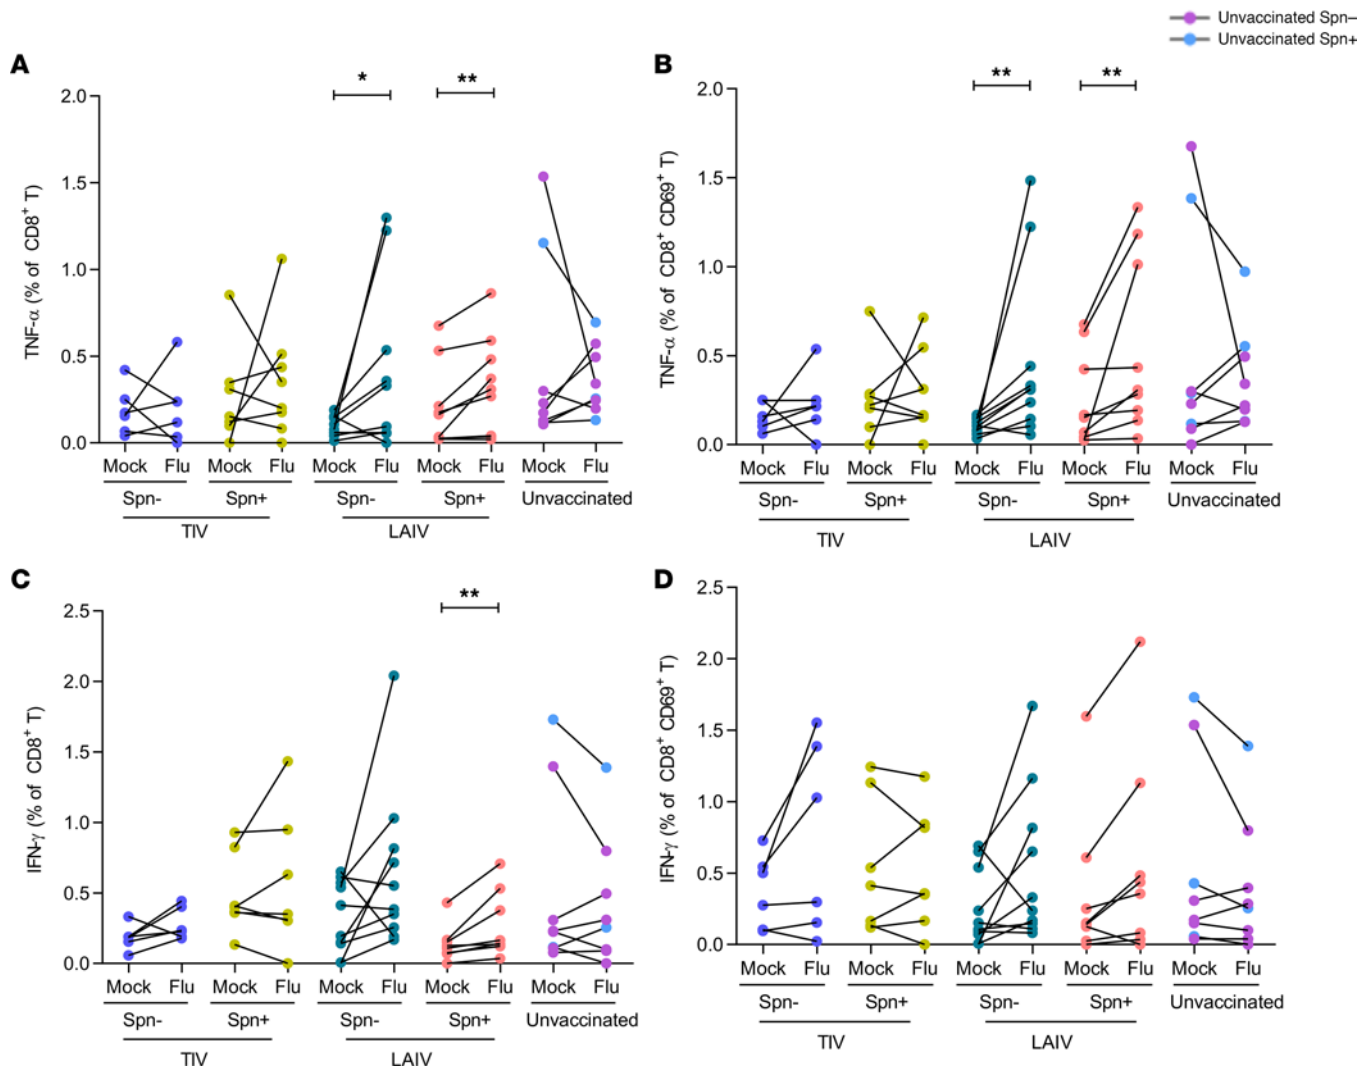 Unvaccinated Spn–
Unvaccinated Spn+
A
TNF-α (% of CD8+ T)
2.0
1.5
1.0
0.5
0.0
*
**
Mock Flu Mock Flu Mock Flu Mock Flu Mock Flu
Spn- Spn+ Spn- Spn+ Unvaccinated
TIV LAIV
B
TNF-α (% of CD8+ CD69+ T)
2.0
1.5
1.0
0.5
0.0
**
**
Mock Flu Mock Flu Mock Flu Mock Flu Mock Flu
Spn- Spn+ Spn- Spn+ Unvaccinated
TIV LAIV
C
IFN-γ (% of CD8+ T)
2.5
2.0
1.5
1.0
0.5
0.0
**
Mock Flu Mock Flu Mock Flu Mock Flu Mock Flu
Spn- Spn+ Spn- Spn+ Unvaccinated
TIV LAIV
D
IFN-γ (% of CD8+ CD69+ T)
2.5
2.0
1.5
1.0
0.5
0.0
Mock Flu Mock Flu Mock Flu Mock Flu Mock Flu
Spn- Spn+ Spn- Spn+ Unvaccinated
TIV LAIV